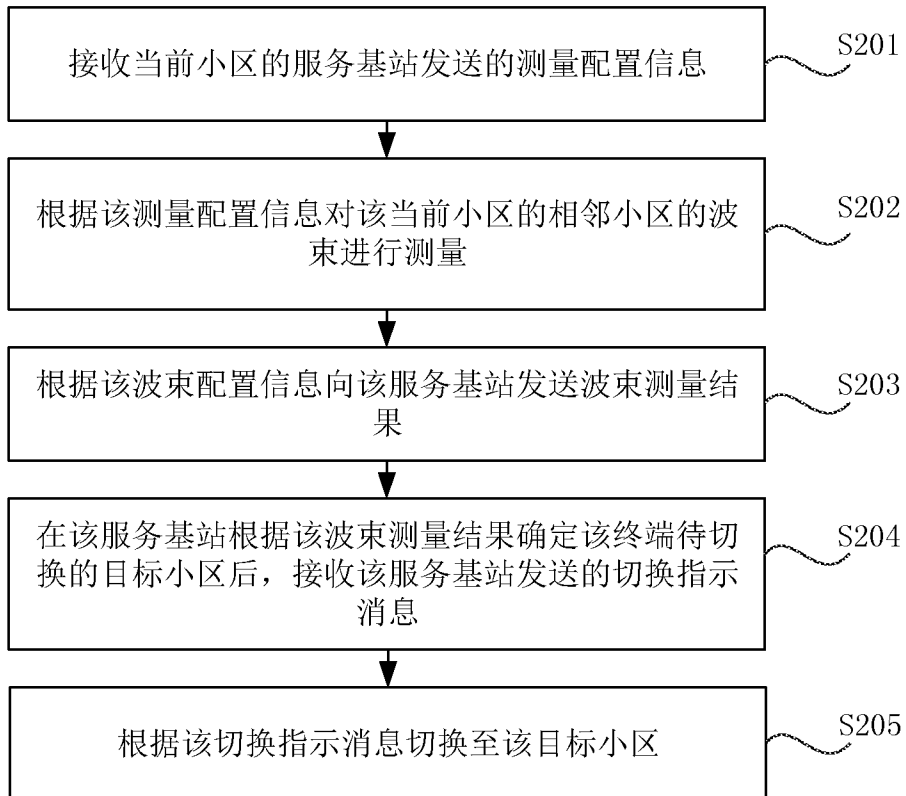 接收当前小区的服务基站发送的测量配置信息
S201
根据该测量配置信息对该当前小区的相邻小区的波
束进行测量
S202
根据该波束配置信息向该服务基站发送波束测量结
果
S203
在该服务基站根据该波束测量结果确定该终端待切
换的目标小区后，接收该服务基站发送的切换指示
消息
S204
根据该切换指示消息切换至该目标小区
S205